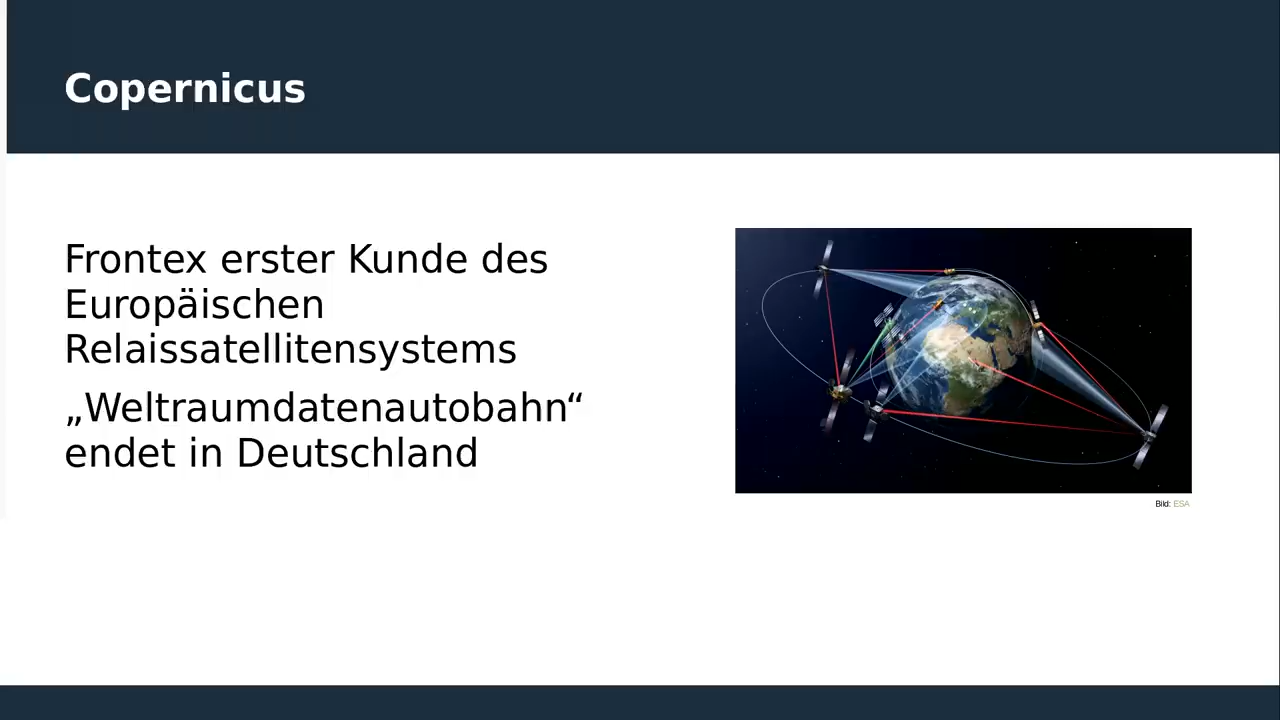 Copernicus
Frontex erster Kunde des
Europäischen
Relaissatellitensystems
„Weltraumdatenautobahn“
endet in Deutschland
Bild: ESA